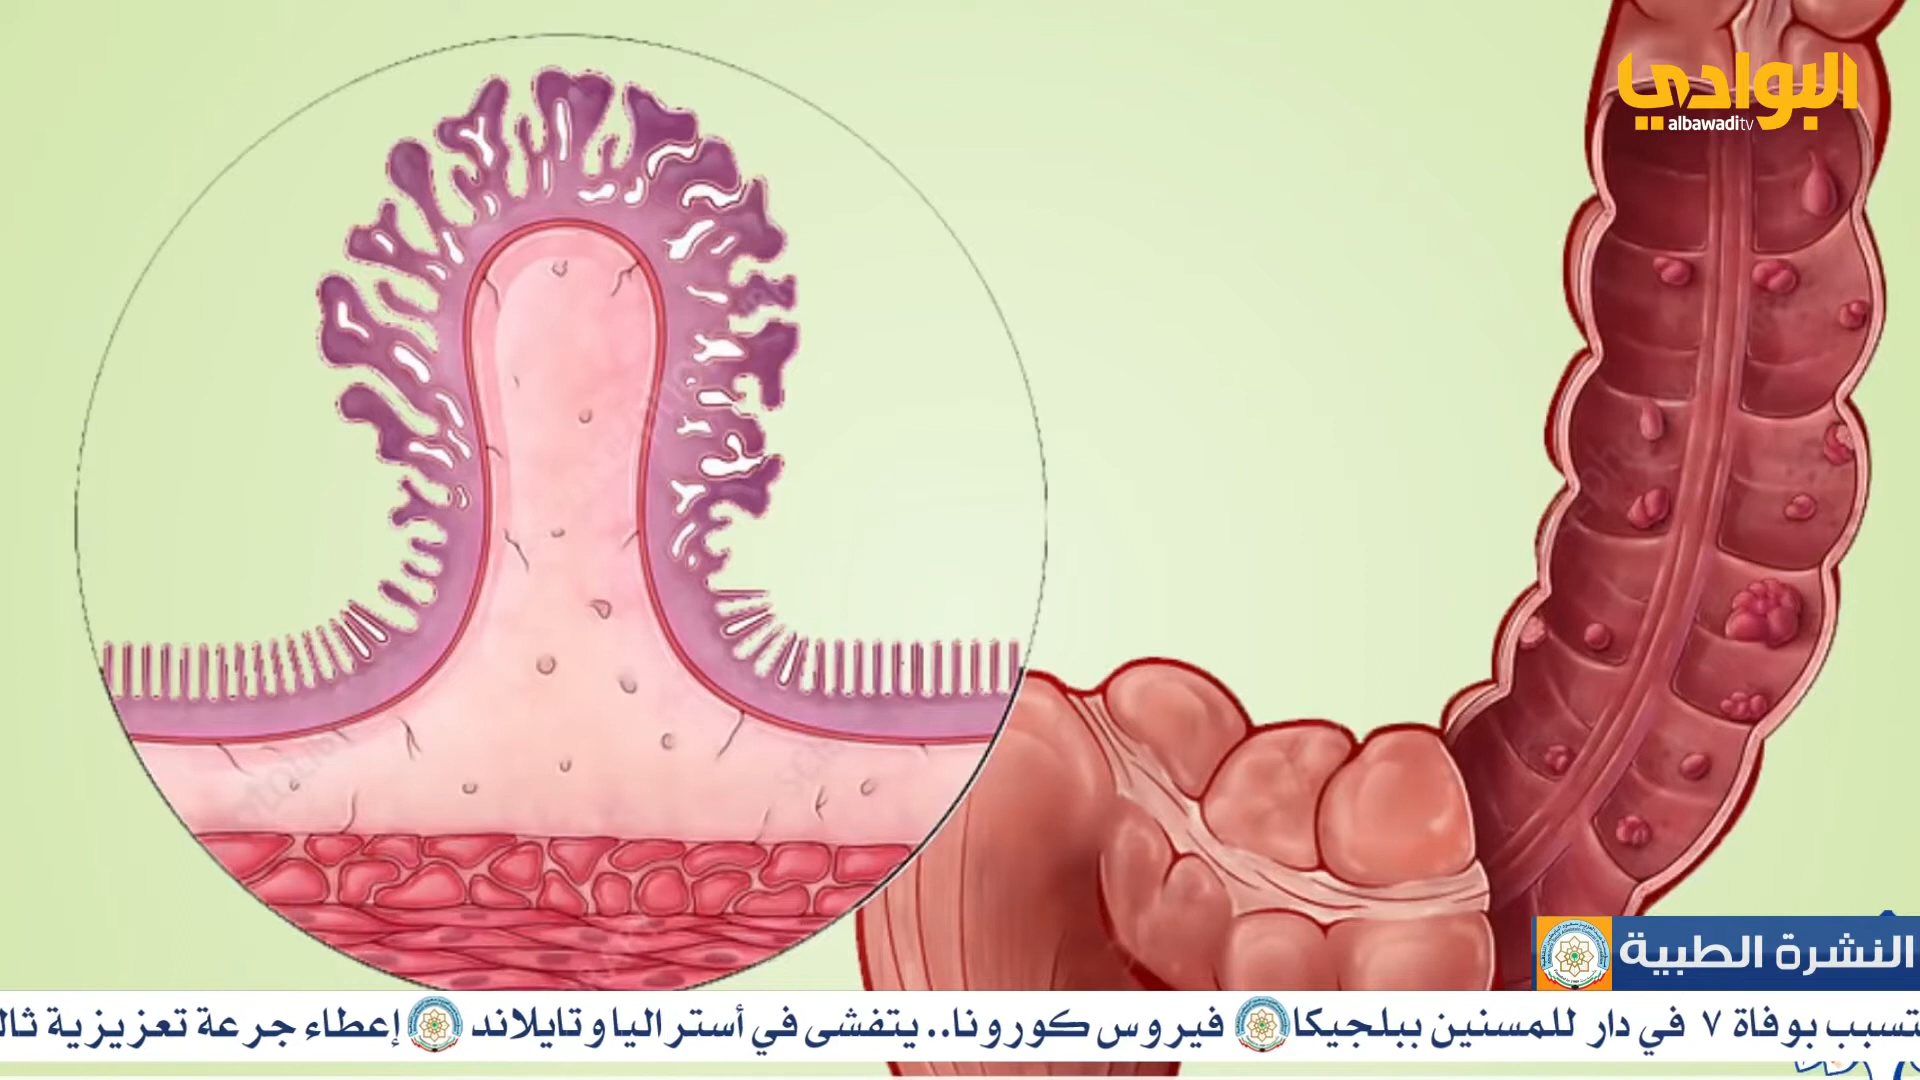 البوادي
albawaditv
النشرة الطبية
بوفاة ٧ في دار للمسنين ببلجيكا فيروس كورونا.. يتفشى في أستراليا وتايلاند إعطاء جرعة تعزيزية